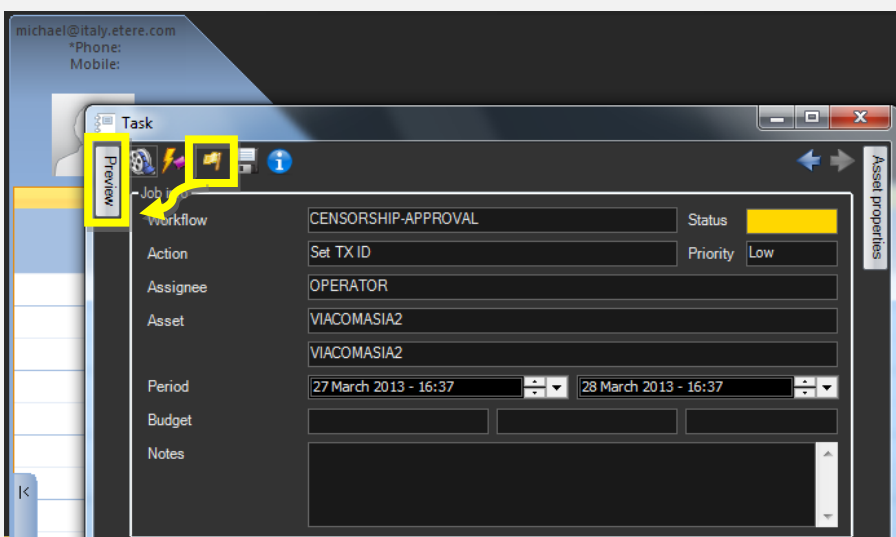 michael@italy.etere.com
*Phone:
Mobile:
Task
Preview
Asset properties
Workflow CENSORSHIP-APPROVAL Status
Action Set TX ID Priority Low
Assignee OPERATOR
Asset VIACOMASIA2
VIACOMASIA2
Period 27 March 2013 - 16:37 28 March 2013 - 16:37
Budget
Notes